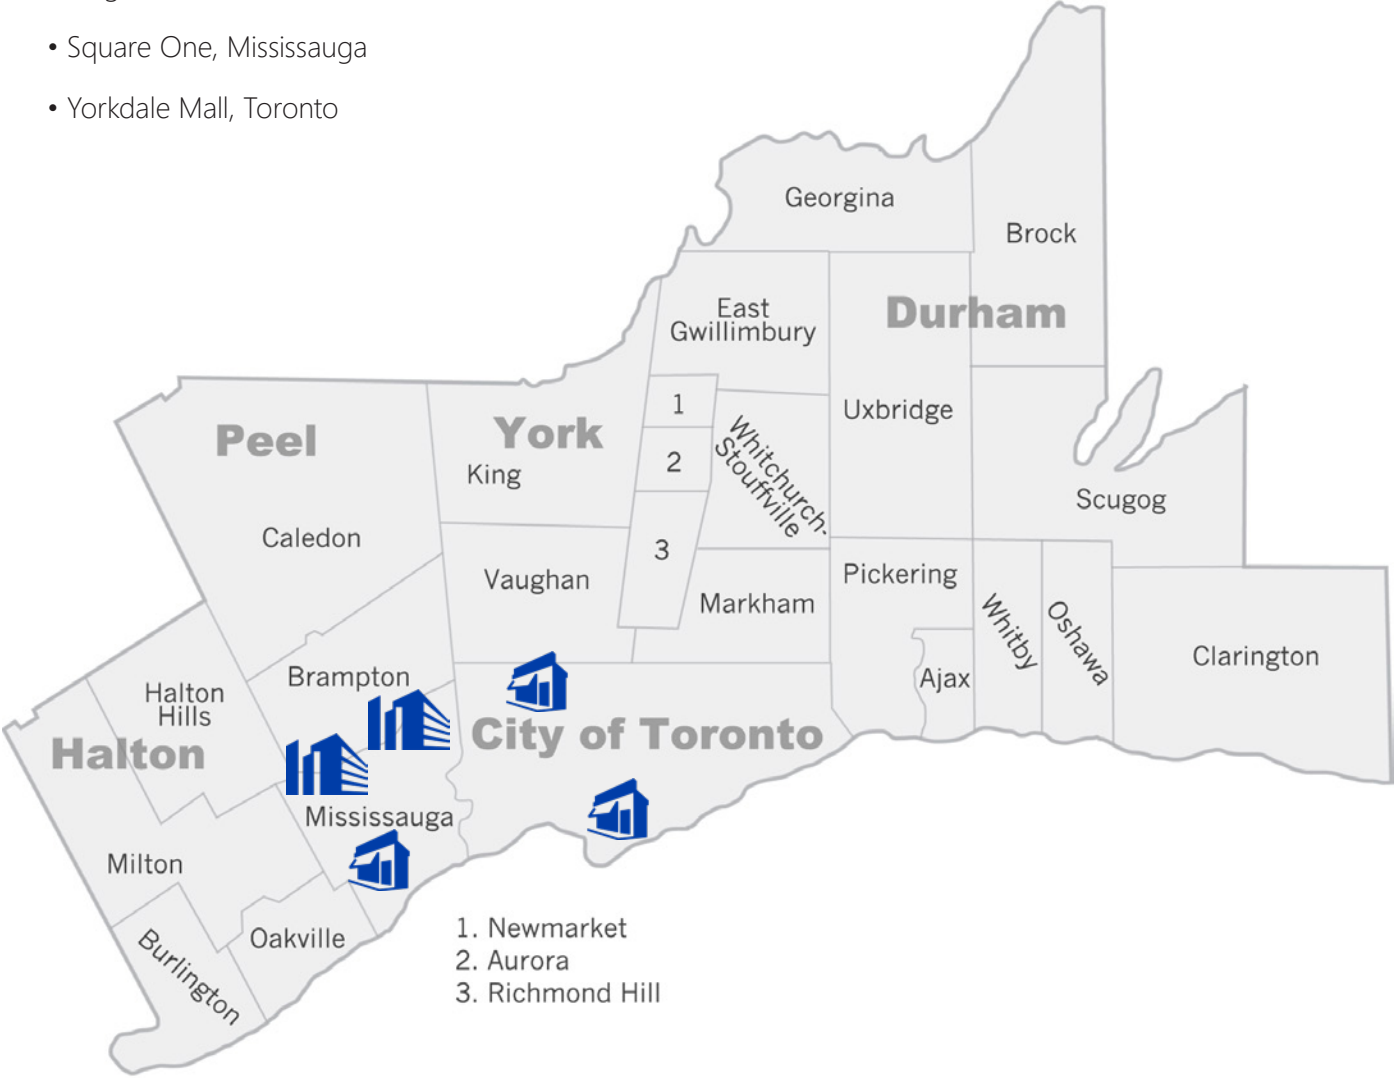 • Square One, Mississauga
• Yorkdale Mall, Toronto
Georgina
Brock
East
Gwillimbury
Durham
1
Uxbridge
Peel
York
Whitchurch-
Stouffville
2
King
Scugog
Caledon
3
Vaughan
Pickering
Markham
Whitby
Oshawa
Clarington
Brampton
Ajax
Halton
Hills
City of Toronto
Halton
Mississauga
Milton
Oakville
Burlington
1. Newmarket
2. Aurora
3. Richmond Hill